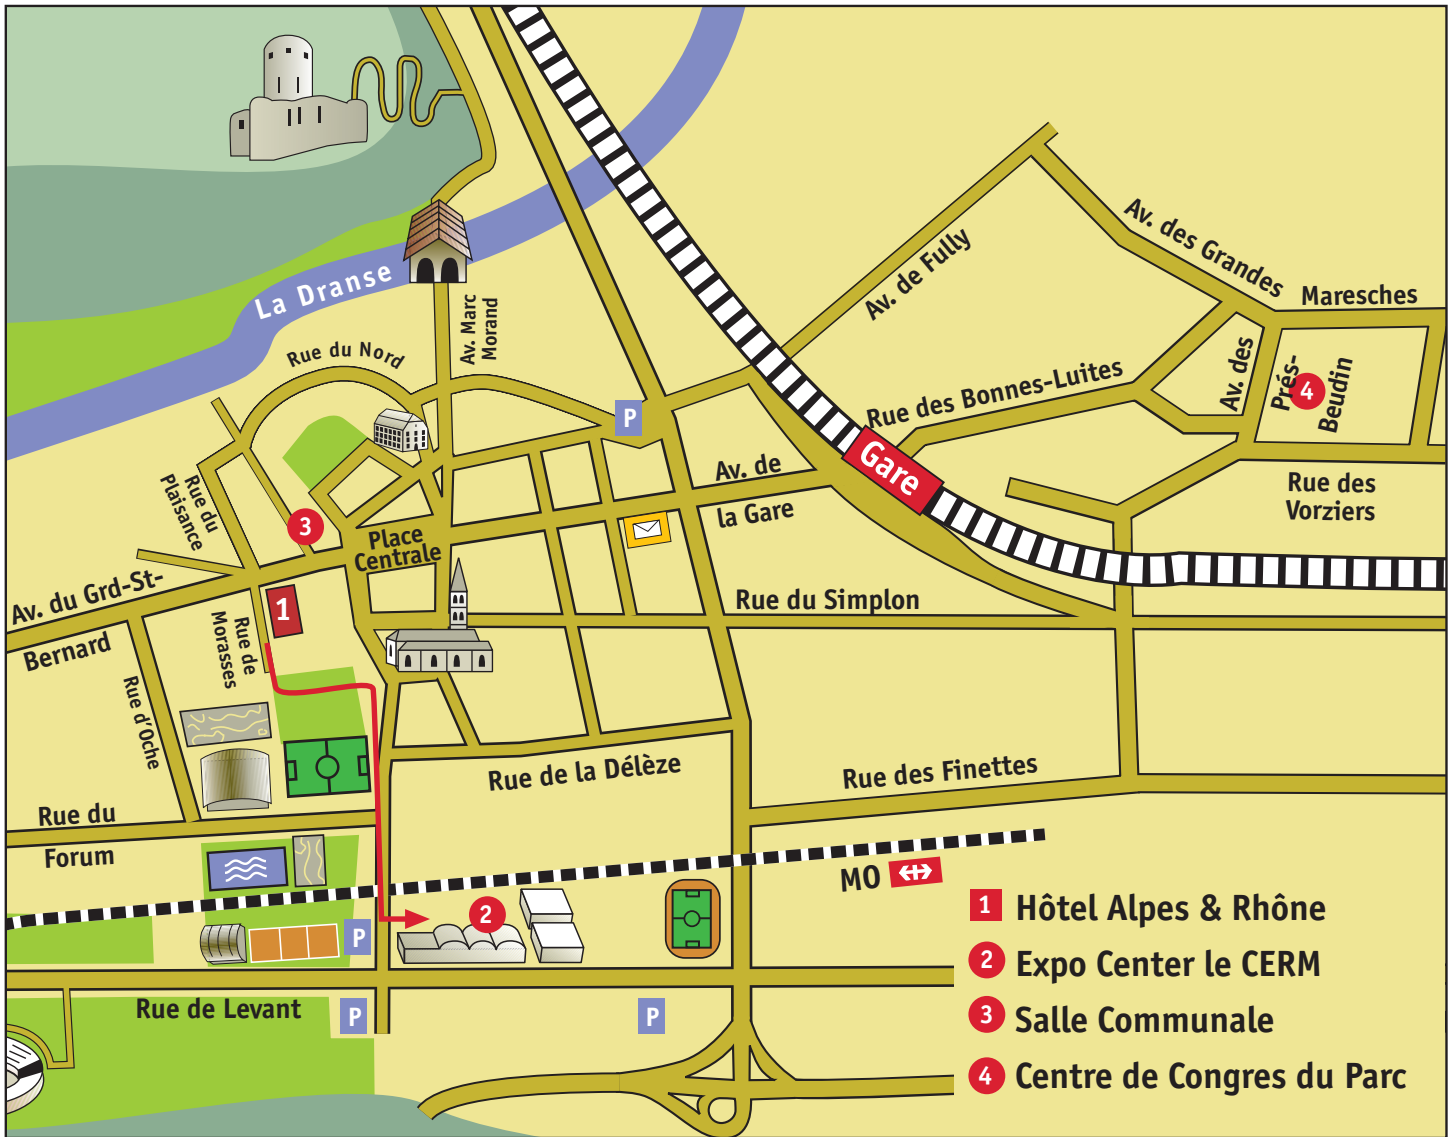 La Dranse
Av. Marc
Morand
Rue du Nord
Av. de Fully
Av. des Grandes
Maresches
Av. des
Prés-
Beudin
4
Rue des Bonnes-Luites
P
Gare
Av. de
la Gare
Rue des
Vorziers
Rue du
Plaisance
3
Place
Centrale
Av. du Grd-St-
Bernard
1
Rue de
Morasses
Rue du Simplon
Rue d'Oche
Rue de la Délèze
Rue des Finettes
Rue du
Forum
MO
2
P
Rue de Levant
P
P
1 Hôtel Alpes & Rhône
2 Expo Center le CERM
3 Salle Communale
4 Centre de Congres du Parc